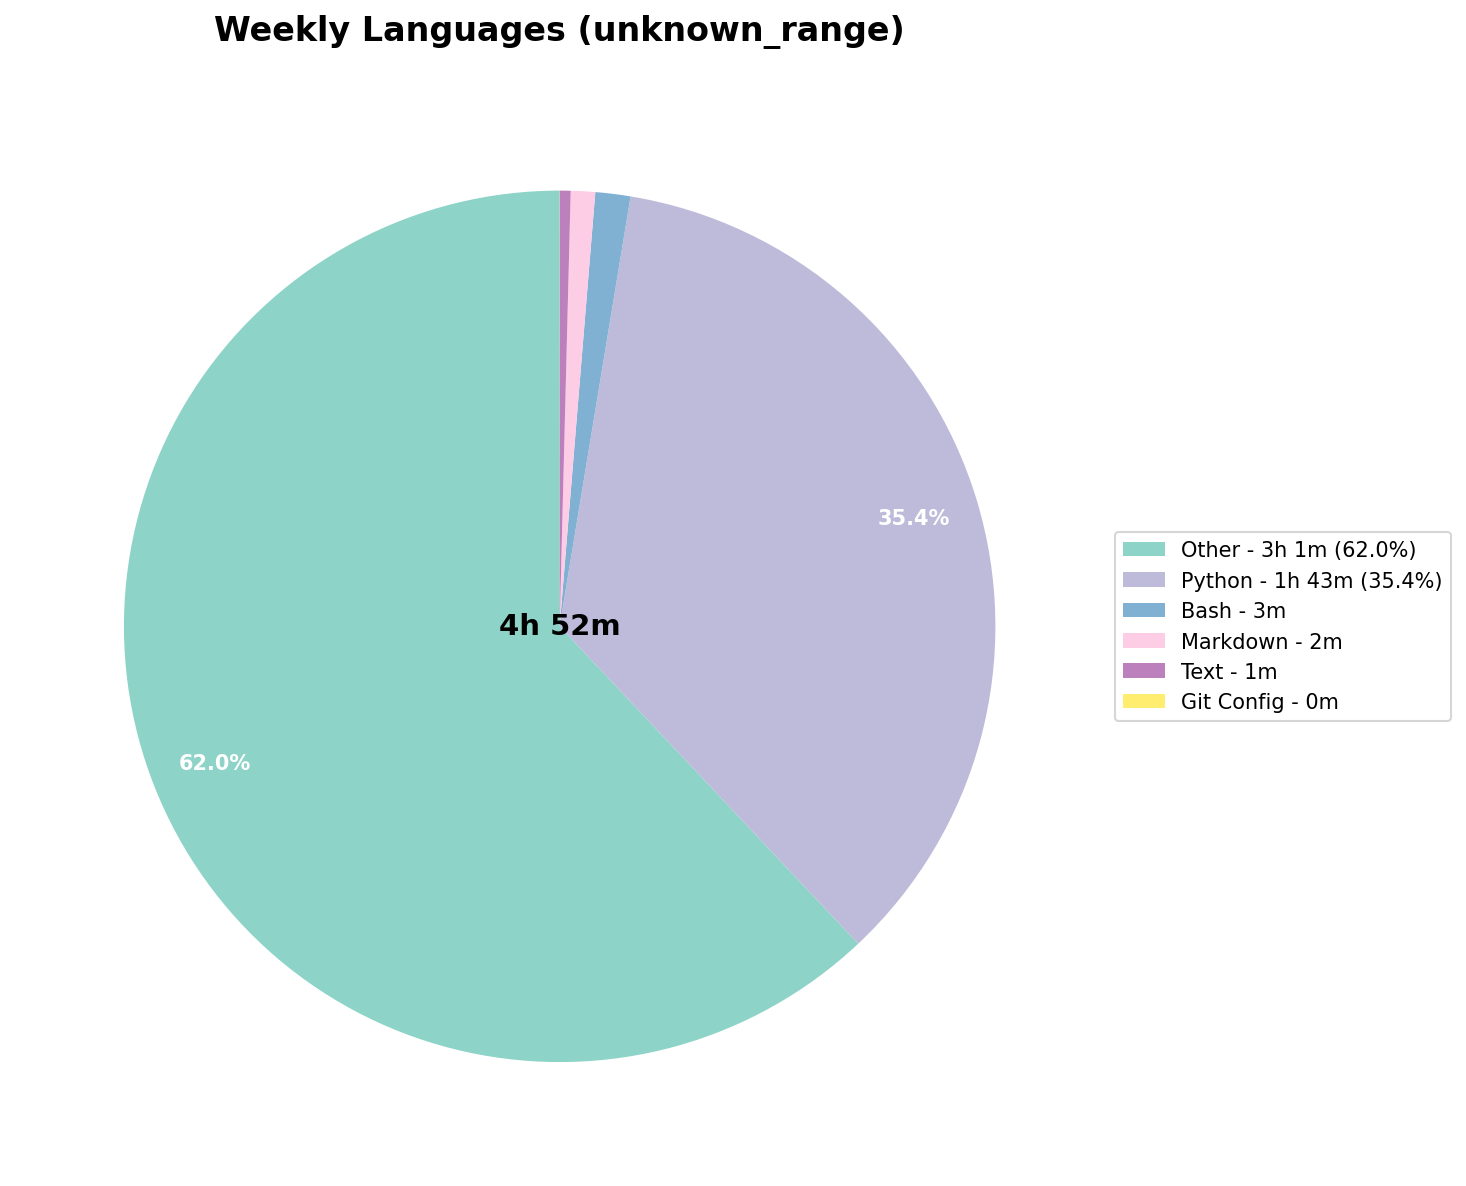 Weekly Languages (unknown_range)
35.4%
4h 52m
62.0%
Other - 3h 1m (62.0%)
Python - 1h 43m (35.4%)
Bash - 3m
Markdown - 2m
Text - 1m
Git Config - 0m